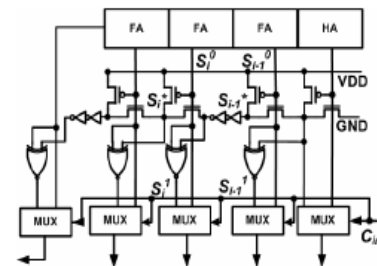 FA FA FA HA
S_i^0 S_{i-1}^0
VDD
S_i^* S_{i-1}^*
GND
S_i^1 S_{i-1}^1
MUX MUX MUX MUX MUX